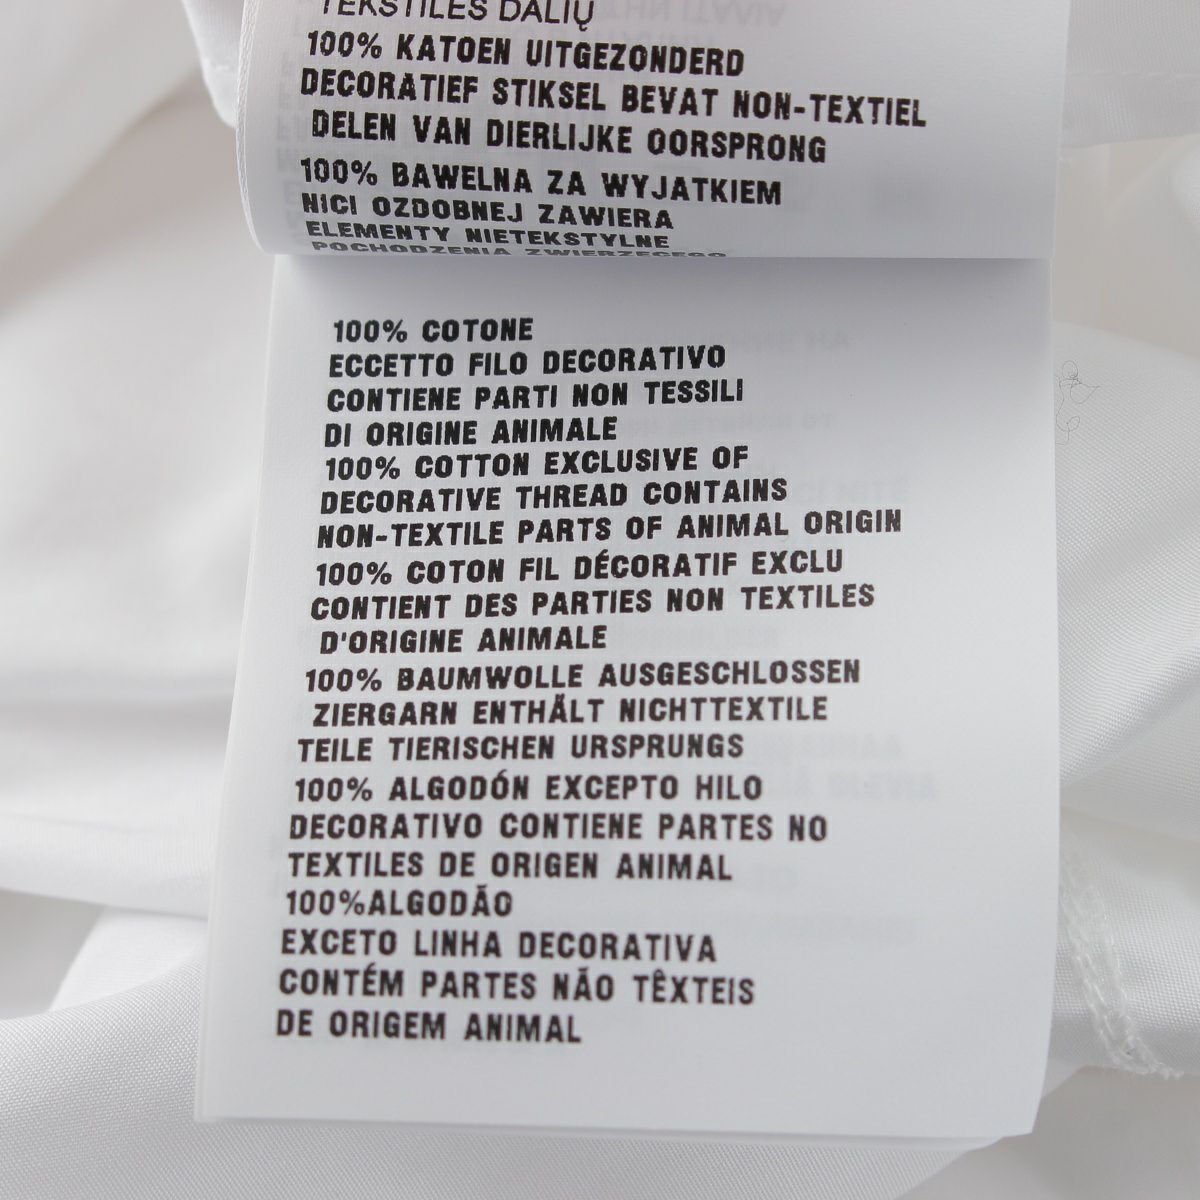 TEKSTILĖS DALIŲ
100% KATOEN UITGEZONDERD
DECORATIEF STIKSEL BEVAT NON-TEXTIEL
DELEN VAN DIERLIJKE OORSPRONG
100% BAWELNA ZA WYJATKIEM
NICI OZDOBNEJ ZAWIERA
ELEMENTY NIETEKSTYLNE
POCHODZENIA ZWIERZECEGO
100% COTONE
ECCETTO FILO DECORATIVO
CONTIENE PARTI NON TESSILI
DI ORIGINE ANIMALE
100% COTTON EXCLUSIVE OF
DECORATIVE THREAD CONTAINS
NON-TEXTILE PARTS OF ANIMAL ORIGIN
100% COTON FIL DÉCORATIF EXCLU
CONTIENT DES PARTIES NON TEXTILES
D'ORIGINE ANIMALE
100% BAUMWOLLE AUSGESCHLOSSEN
ZIERGARN ENTHÄLT NICHTTEXTILE
TEILE TIERISCHEN URSPRUNGS
100% ALGODÓN EXCEPTO HILO
DECORATIVO CONTIENE PARTES NO
TEXTILES DE ORIGEN ANIMAL
100%ALGODÃO
EXCETO LINHA DECORATIVA
CONTÉM PARTES NÃO TÊXTEIS
DE ORIGEM ANIMAL